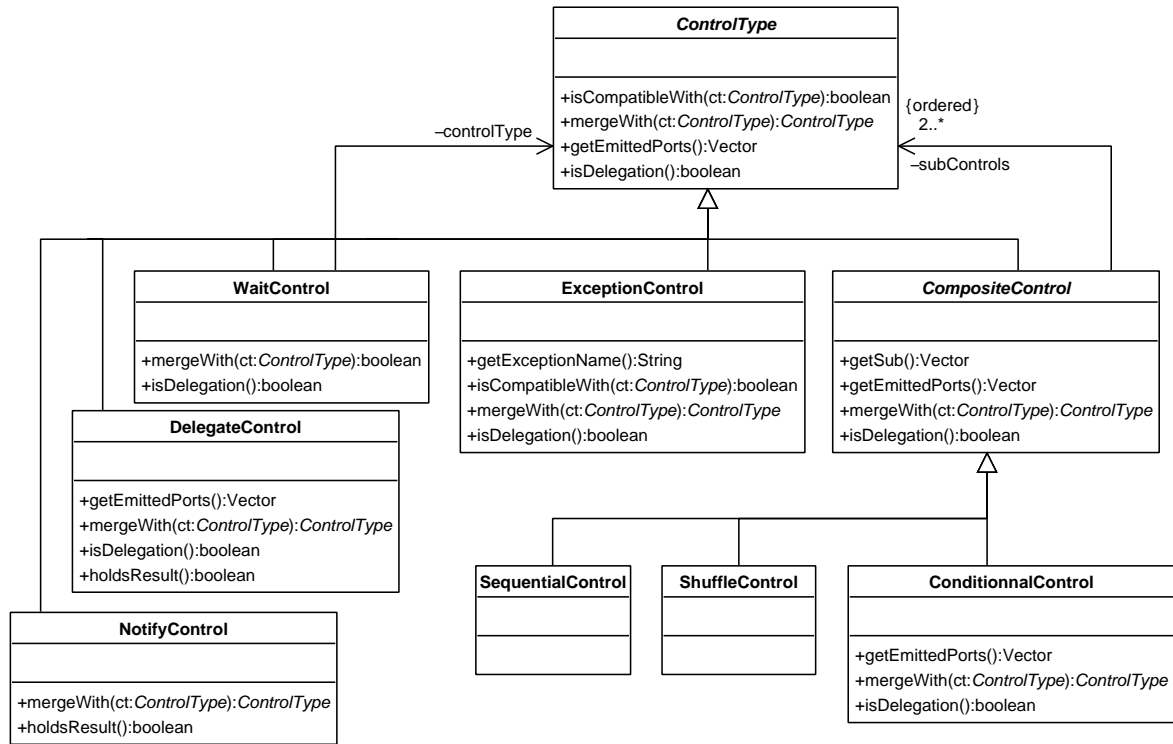 ControlType
+isCompatibleWith(ct:ControlType):boolean
+mergeWith(ct:ControlType):ControlType
+getEmittedPorts():Vector
+isDelegation():boolean
–controlType
{ordered}
2..*
–subControls
WaitControl
+mergeWith(ct:ControlType):boolean
+isDelegation():boolean
ExceptionControl
+getExceptionName():String
+isCompatibleWith(ct:ControlType):boolean
+mergeWith(ct:ControlType):ControlType
+isDelegation():boolean
CompositeControl
+getSub():Vector
+getEmittedPorts():Vector
+mergeWith(ct:ControlType):ControlType
+isDelegation():boolean
DelegateControl
+getEmittedPorts():Vector
+mergeWith(ct:ControlType):ControlType
+isDelegation():boolean
+holdsResult():boolean
NotifyControl
+mergeWith(ct:ControlType):ControlType
+holdsResult():boolean
SequentialControl
ShuffleControl
ConditionnalControl
+getEmittedPorts():Vector
+mergeWith(ct:ControlType):ControlType
+isDelegation():boolean